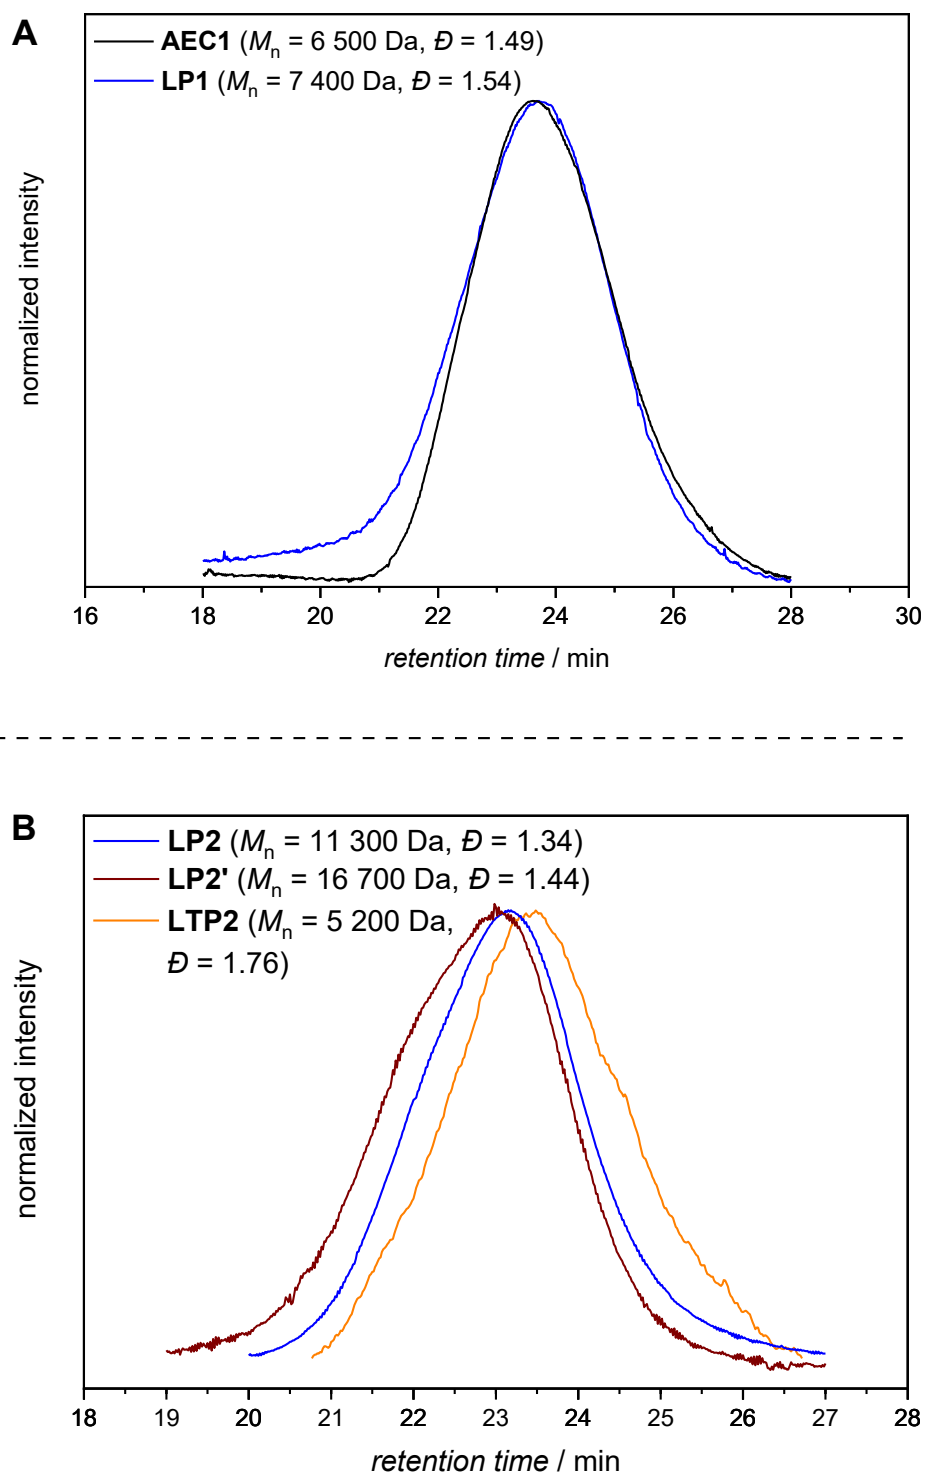 A
AEC1 (Mn = 6 500 Da, Đ = 1.49)
LP1 (Mn = 7 400 Da, Đ = 1.54)
normalized intensity
16 18 20 22 24 26 28 30
retention time / min
B
LP2 (Mn = 11 300 Da, Đ = 1.34)
LP2' (Mn = 16 700 Da, Đ = 1.44)
LTP2 (Mn = 5 200 Da,
Đ = 1.76)
normalized intensity
18 19 20 21 22 23 24 25 26 27 28
retention time / min